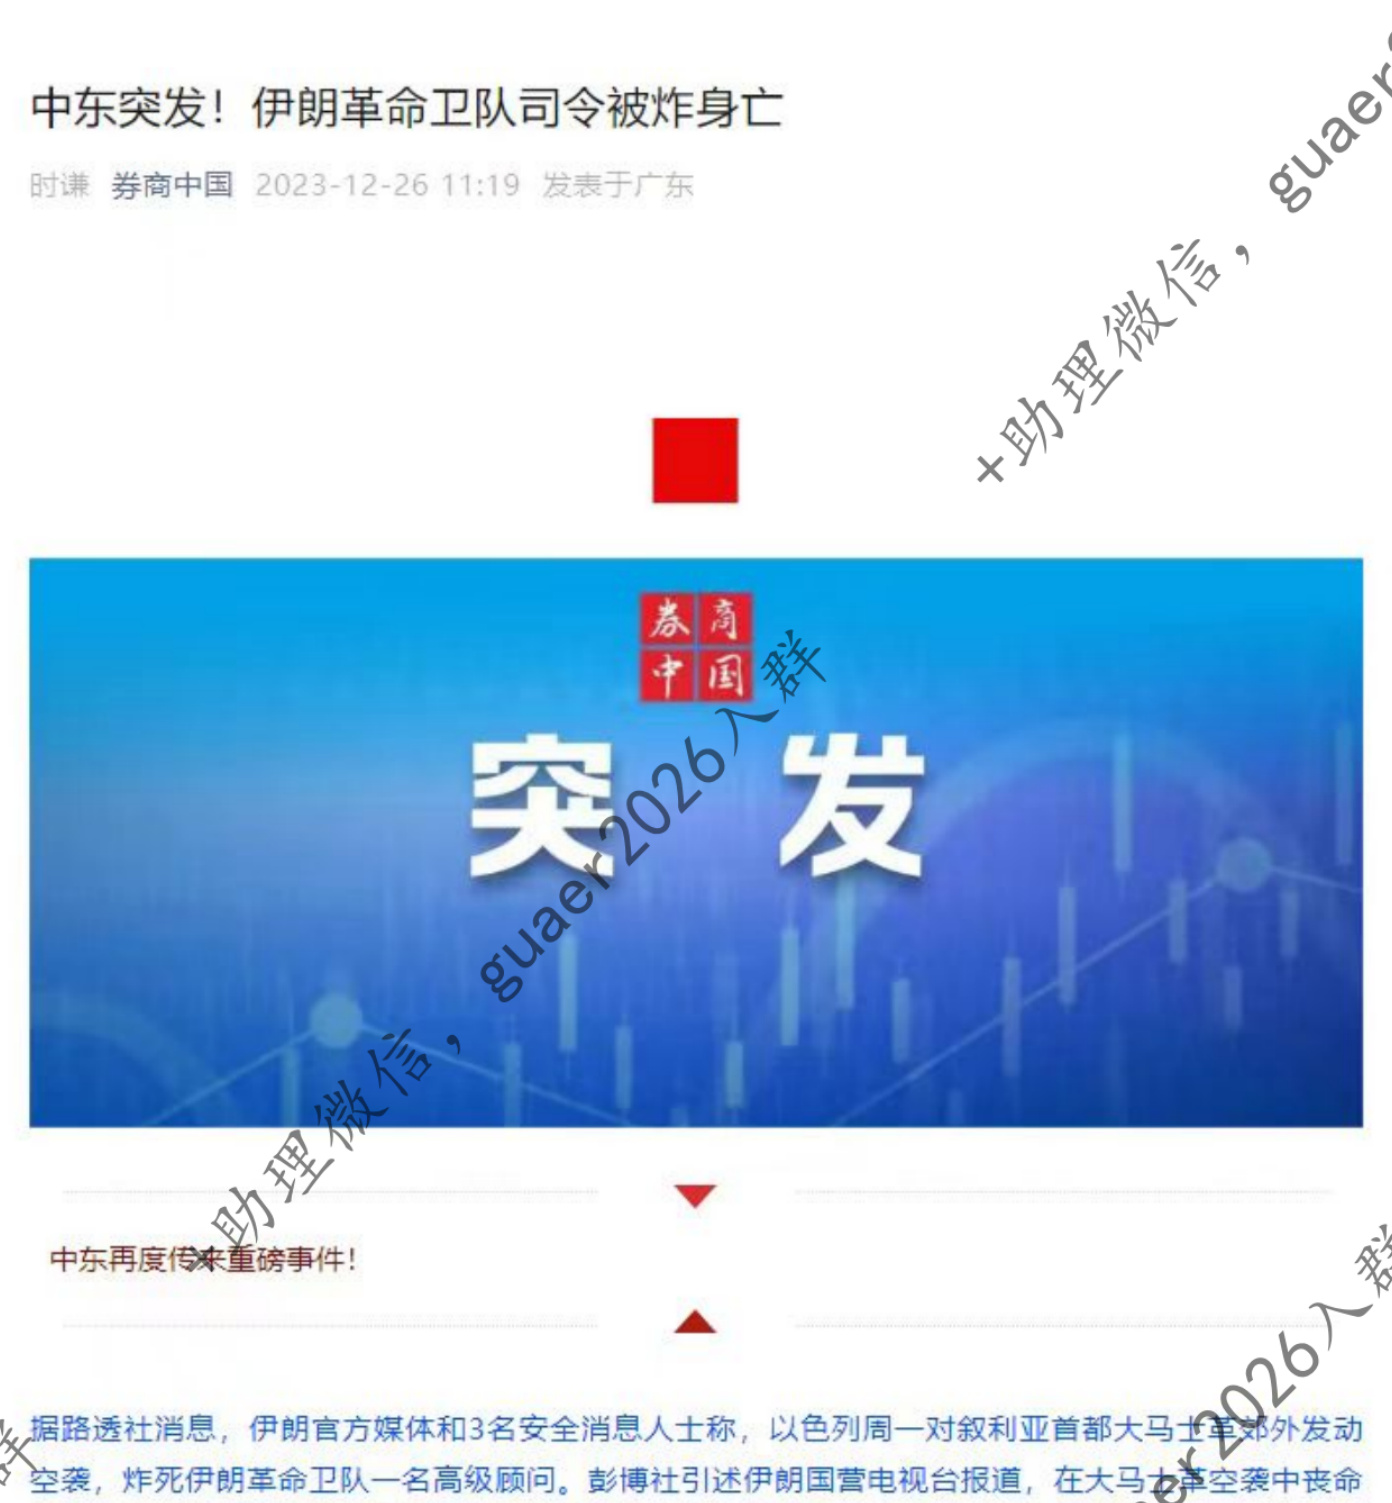 中东突发！伊朗革命卫队司令被炸身亡
时谦 券商中国 2023-12-26 11:19 发表于广东
+助理微信，guaer
券商
中国
突 发
+助理微信，guaer2026入群
中东再度传来重磅事件！
er2026入群
群
据路透社消息，伊朗官方媒体和3名安全消息人士称，以色列周一对叙利亚首都大马士革郊外发动
空袭，炸死伊朗革命卫队一名高级顾问。彭博社引述伊朗国营电视台报道，在大马士革空袭中丧命